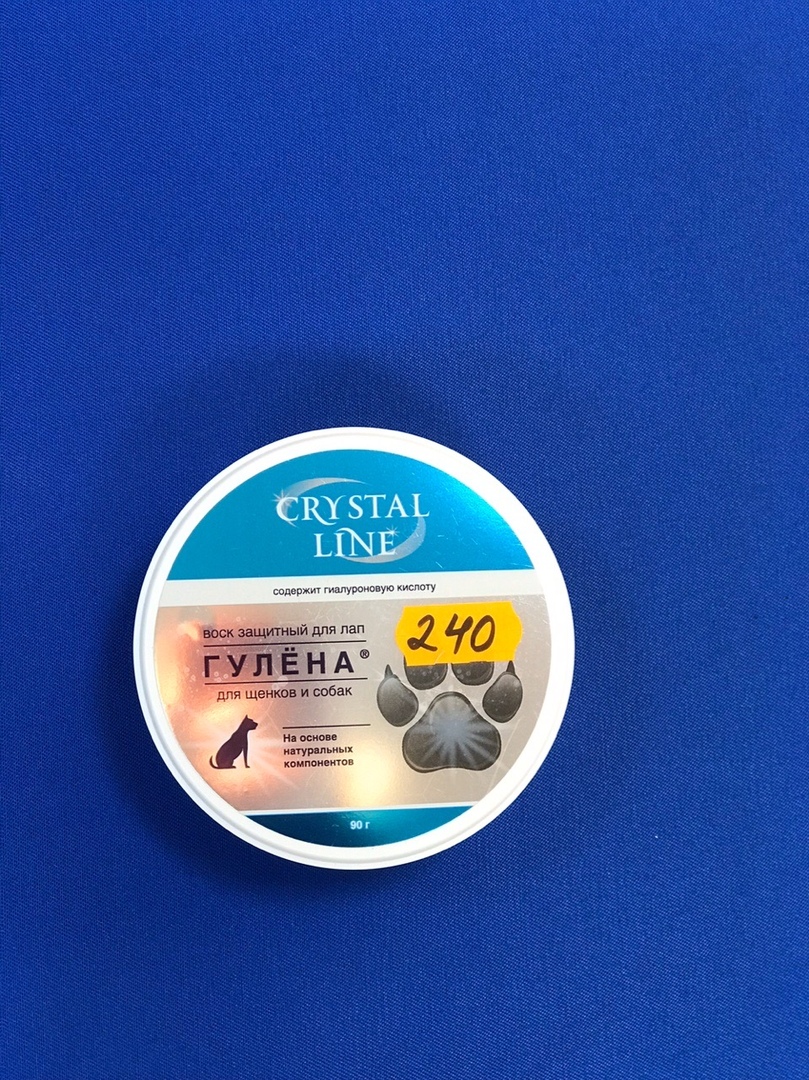 CRYSTAL
LINE
содержит гиалуроновую кислоту
воск защитный для лап
240
ГУЛЁНА®
для щенков и собак
На основе
натуральных
компонентов
90 г